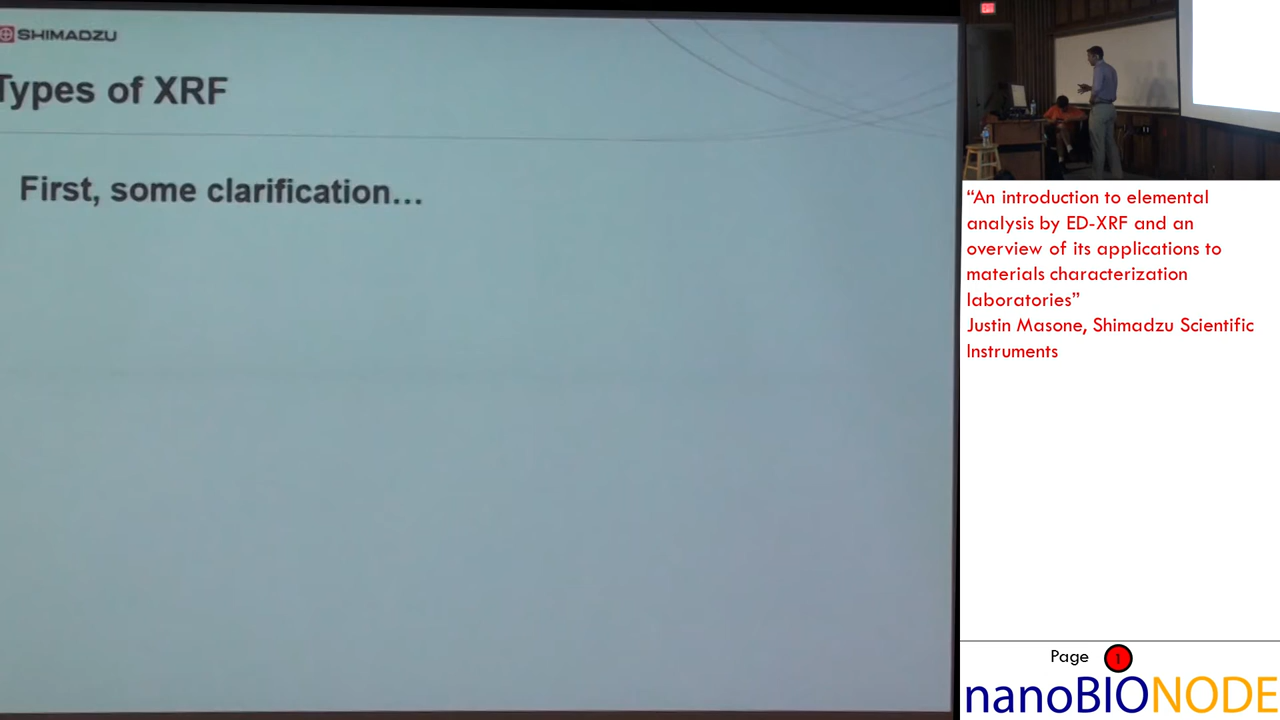 SHIMADZU
Types of XRF
First, some clarification...
“An introduction to elemental
analysis by ED-XRF and an
overview of its applications to
materials characterization
laboratories”
Justin Masone, Shimadzu Scientific
Instruments
Page 1
nanoBIONODE